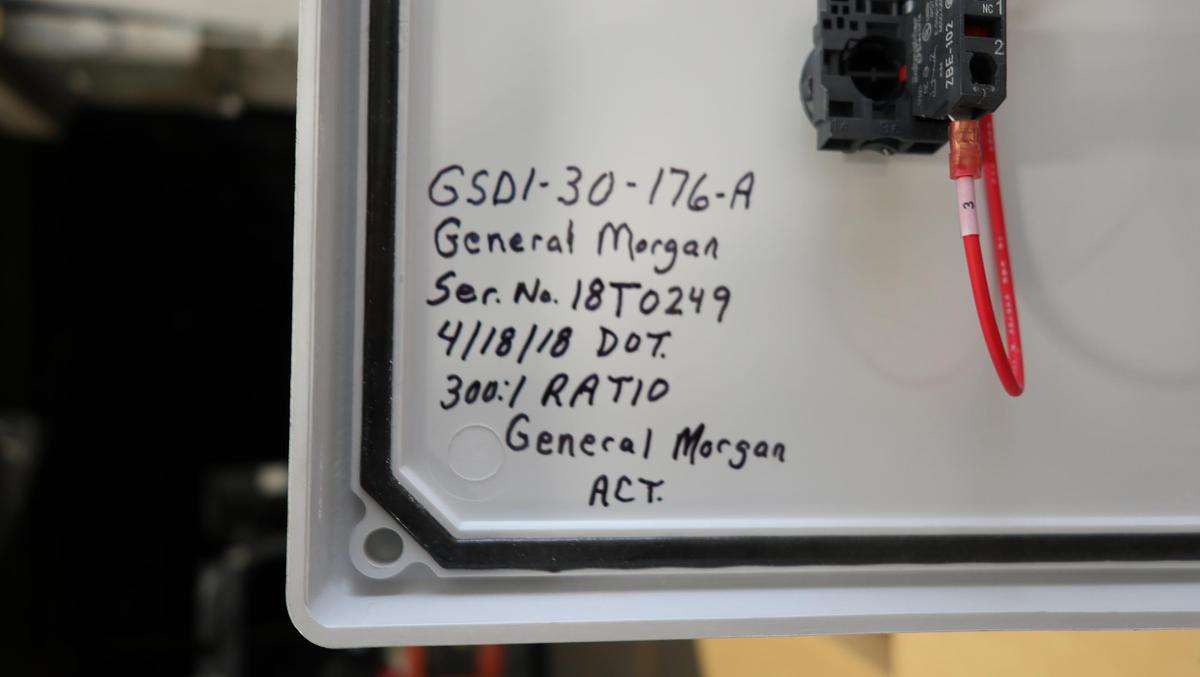 GSD1-30-176-A
General Morgan
Ser. No. 18T0249
4/18/18 DOT.
300:1 RATIO
General Morgan
ACT.
ZBE-102
NC 1
2
3